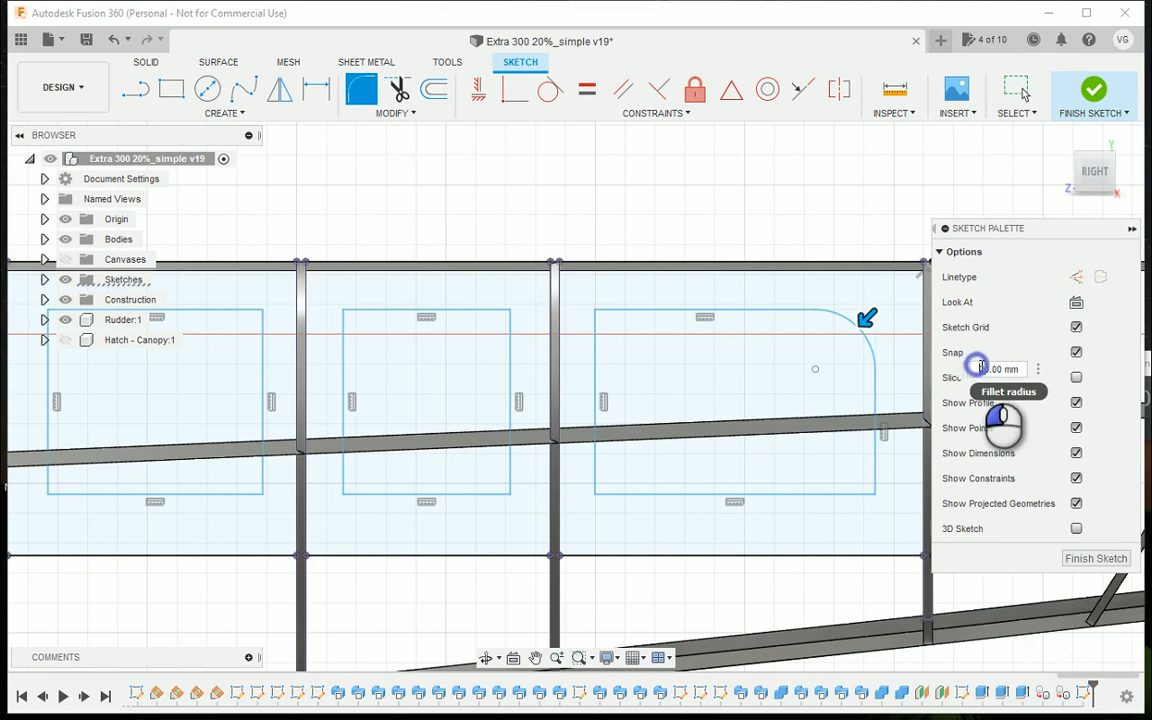 Autodesk Fusion 360 (Personal - Not for Commercial Use)
Extra 300 20%_simple v19*
4 of 10
VG
SOLID SURFACE MESH SHEET METAL TOOLS SKETCH
DESIGN
CREATE MODIFY CONSTRAINTS INSPECT INSERT SELECT FINISH SKETCH
BROWSER
Extra 300 20%_simple v19
Document Settings
Named Views
Origin
Bodies
Canvases
Sketches
Construction
Rudder:1
Hatch - Canopy:1
Y
RIGHT
Z
X
SKETCH PALETTE
Options
Linetype
Look At
Sketch Grid
Snap
.00 mm
Fillet radius
Show
Show
Show Dimensions
Show Constraints
Show Projected Geometries
3D Sketch
Finish Sketch
COMMENTS